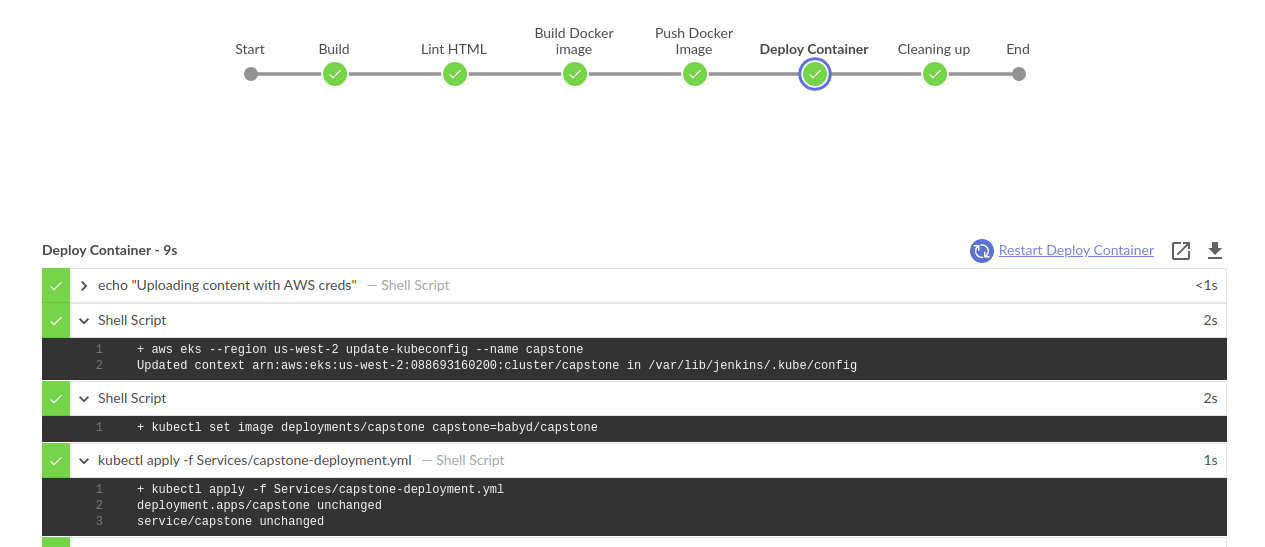 Start
Build
Lint HTML
Build Docker
image
Push Docker
Image
Deploy Container
Cleaning up
End
Deploy Container - 9s
Restart Deploy Container
echo "Uploading content with AWS creds" — Shell Script <1s
Shell Script 2s
1 + aws eks --region us-west-2 update-kubeconfig --name capstone
2 Updated context arn:aws:eks:us-west-2:088693160200:cluster/capstone in /var/lib/jenkins/.kube/config
Shell Script 2s
1 + kubectl set image deployments/capstone capstone=babyd/capstone
kubectl apply -f Services/capstone-deployment.yml — Shell Script 1s
1 + kubectl apply -f Services/capstone-deployment.yml
2 deployment.apps/capstone unchanged
3 service/capstone unchanged